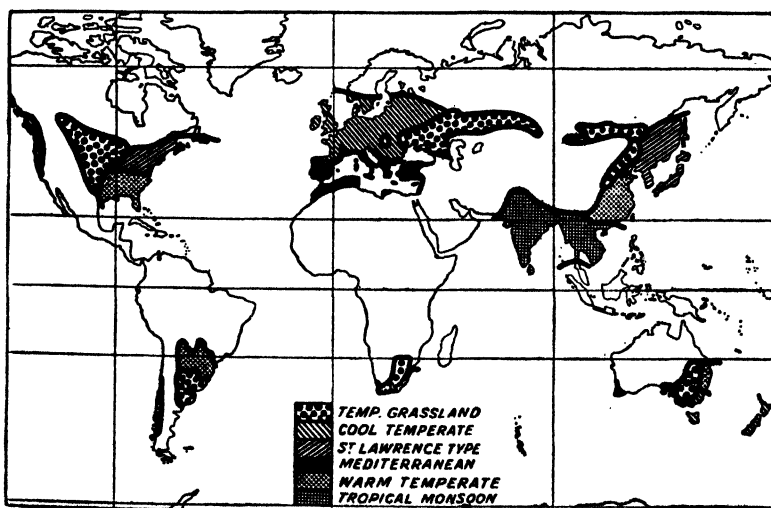 TEMP. GRASSLAND
COOL TEMPERATE
ST LAWRENCE TYPE
MEDITERRANEAN
WARM TEMPERATE
TROPICAL MONSOON